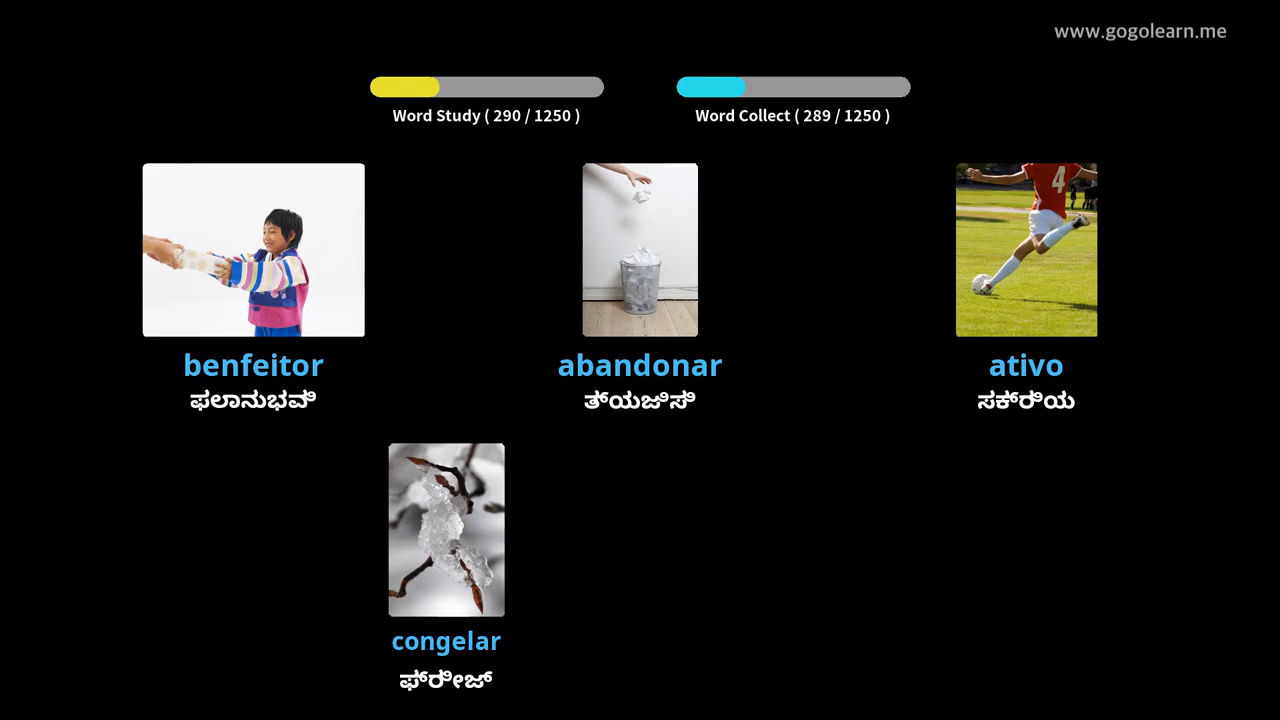 www.gogolearn.me
Word Study ( 290 / 1250 )
Word Collect ( 289 / 1250 )
benfeitor
ಫಲಾನುಭವಿ
abandonar
ತ್ಯಜಿಸಿ
ativo
ಸಕ್ರಿಯ
4
congelar
ಫ್ರೀಜ್